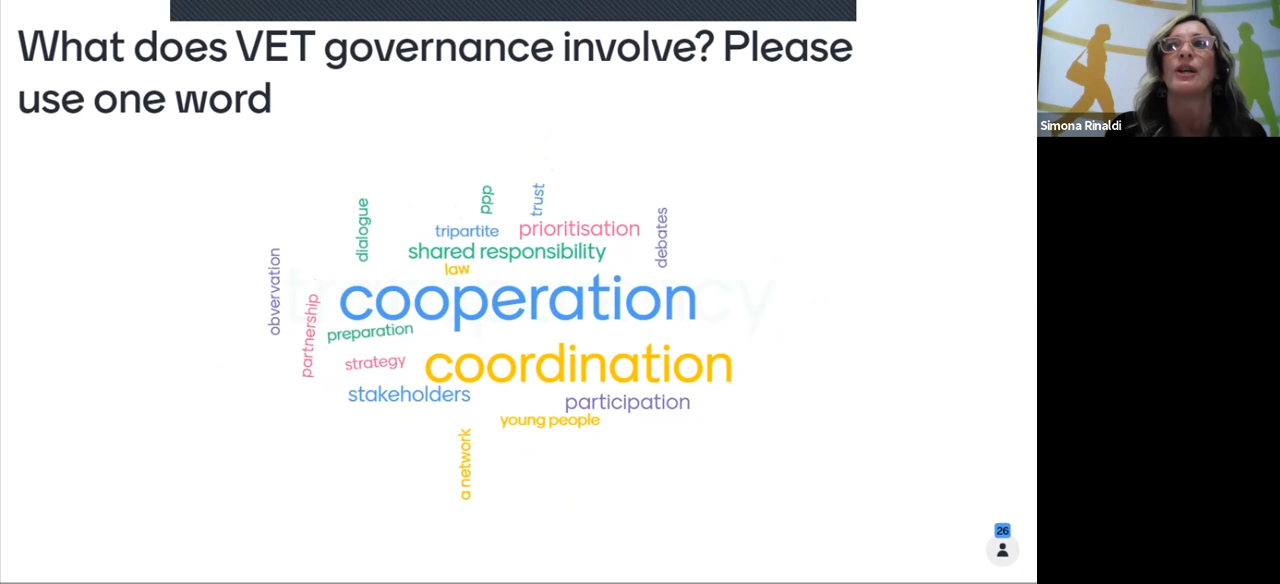 What does VET governance involve? Please
use one word
Simona Rinaldi
dialogue
ppp
trust
tripartite
prioritisation
debates
shared responsibility
law
obvervation
cooperation
partnership
preparation
coordination
strategy
stakeholders
participation
young people
a network
26